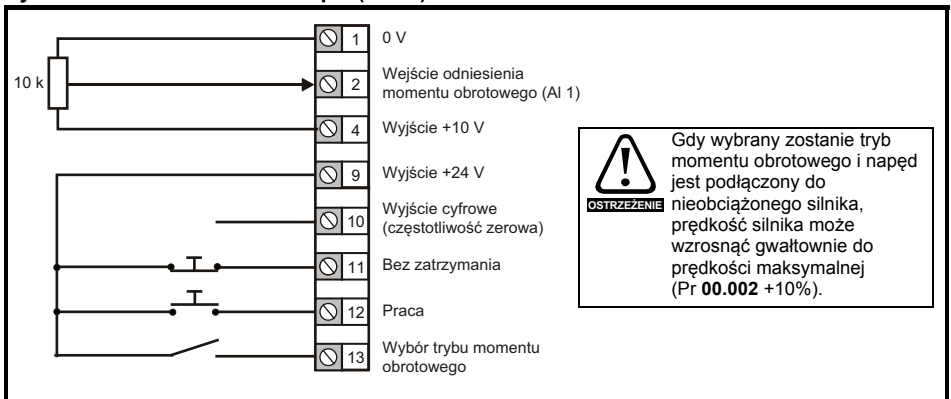 10 k
1 0 V
2 Wejście odniesienia
momentu obrotowego (AI 1)
4 Wyjście +10 V
9 Wyjście +24 V
10 Wyjście cyfrowe
(częstotliwość zerowa)
11 Bez zatrzymania
12 Praca
13 Wybór trybu momentu
obrotowego
OSTRZEŻENIE
Gdy wybrany zostanie tryb
momentu obrotowego i napęd
jest podłączony do
nieobciążonego silnika,
prędkość silnika może
wzrosnąć gwałtownie do
prędkości maksymalnej
(Pr 00.002 +10%).